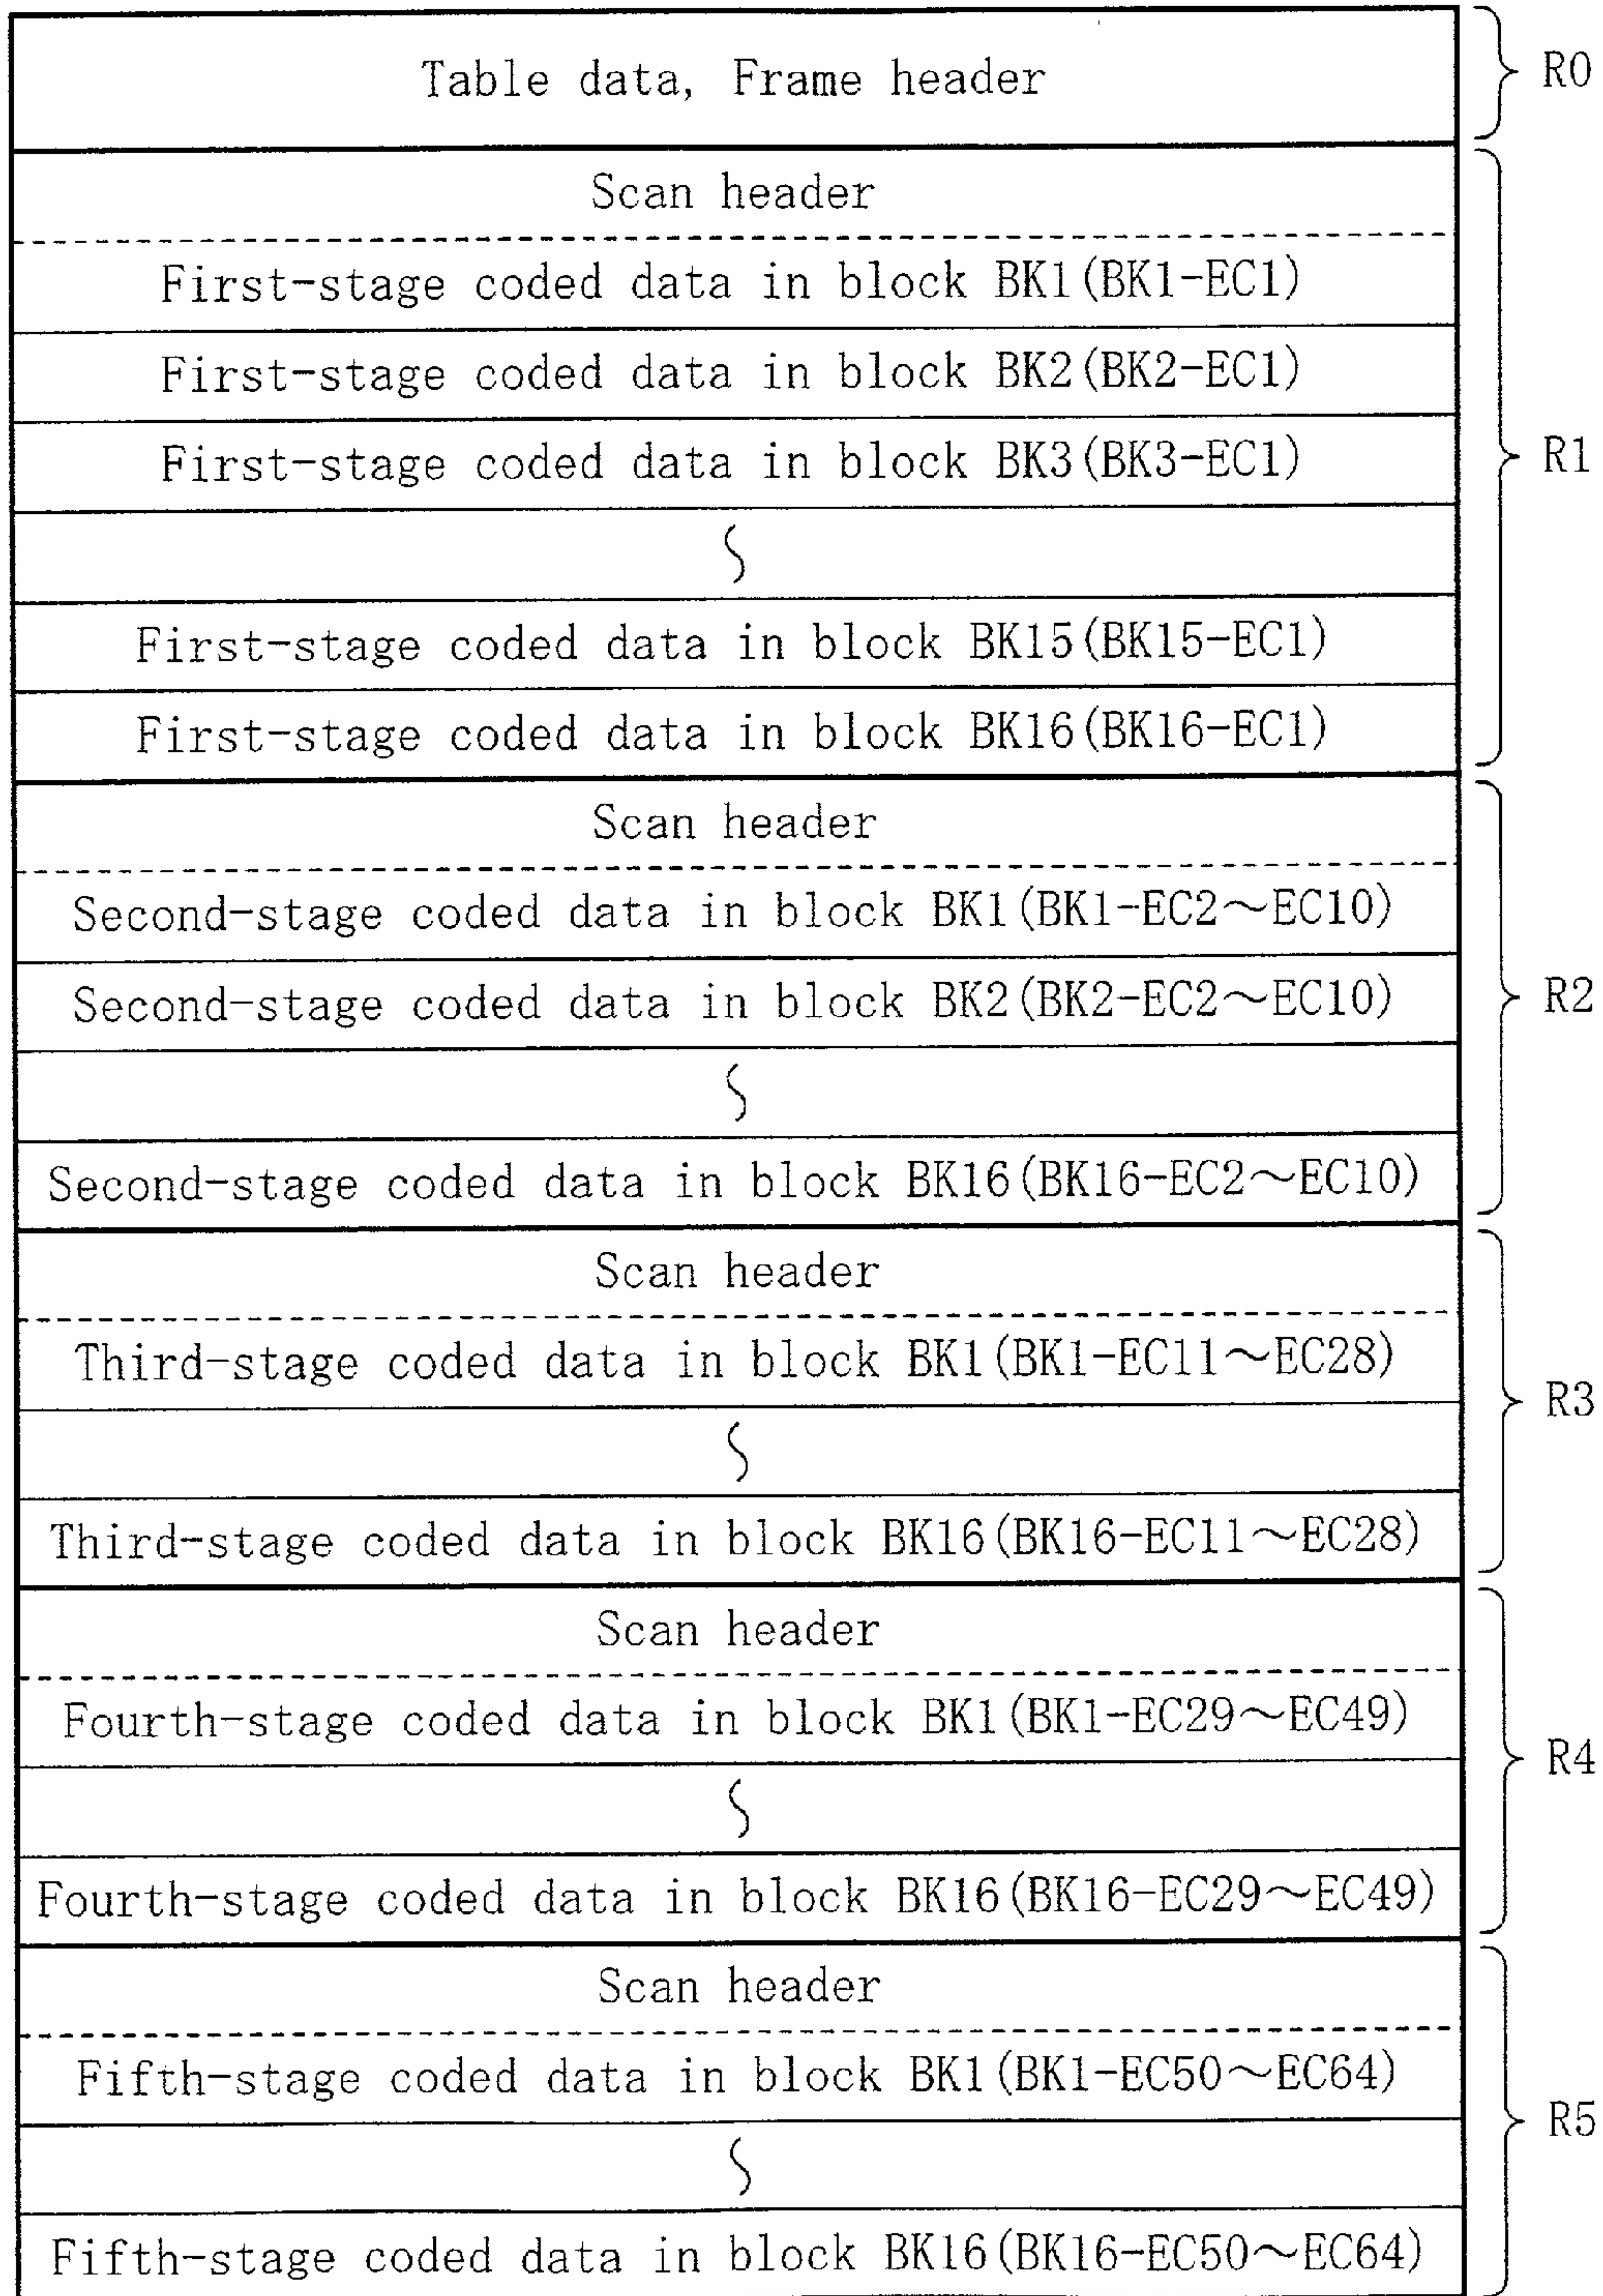 Table data, Frame header
R0
Scan header
First-stage coded data in block BK1(BK1-EC1)
First-stage coded data in block BK2(BK2-EC1)
First-stage coded data in block BK3(BK3-EC1)
R1
First-stage coded data in block BK15(BK15-EC1)
First-stage coded data in block BK16(BK16-EC1)
Scan header
Second-stage coded data in block BK1(BK1-EC2~EC10)
Second-stage coded data in block BK2(BK2-EC2~EC10)
R2
Second-stage coded data in block BK16(BK16-EC2~EC10)
Scan header
Third-stage coded data in block BK1(BK1-EC11~EC28)
R3
Third-stage coded data in block BK16(BK16-EC11~EC28)
Scan header
Fourth-stage coded data in block BK1(BK1-EC29~EC49)
R4
Fourth-stage coded data in block BK16(BK16-EC29~EC49)
Scan header
Fifth-stage coded data in block BK1(BK1-EC50~EC64)
R5
Fifth-stage coded data in block BK16(BK16-EC50~EC64)